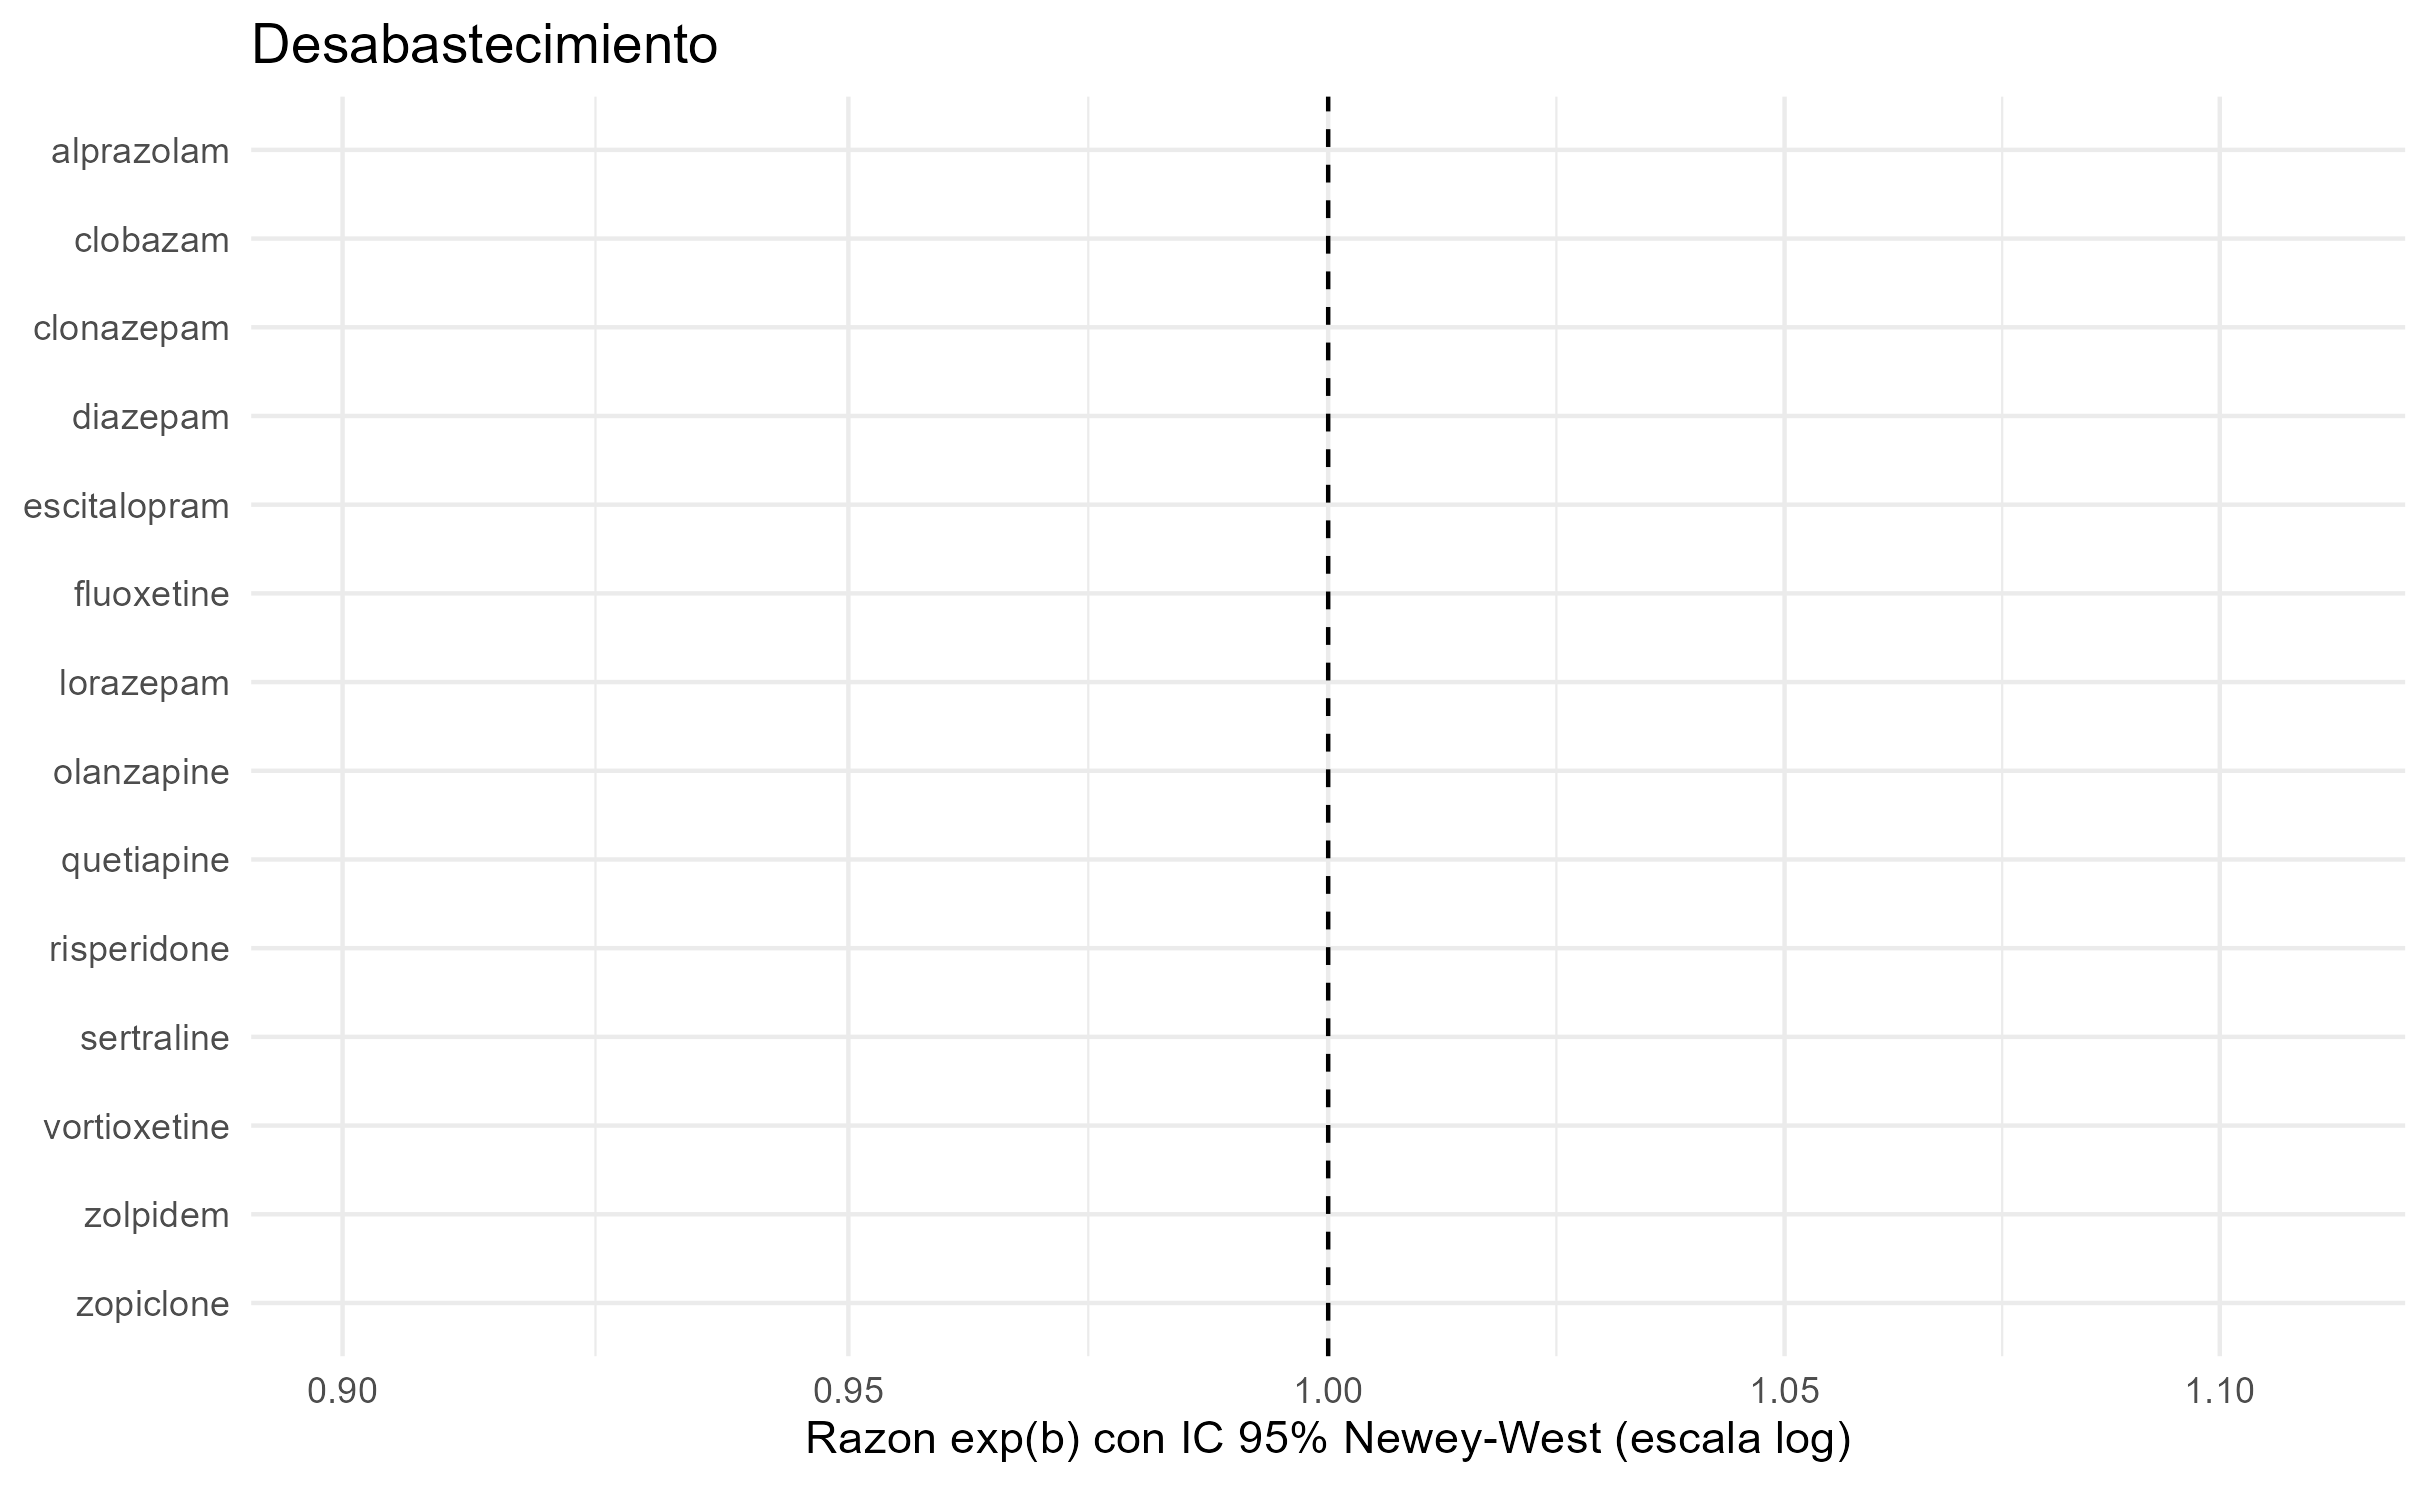 Desabastecimiento
alprazolam
clobazam
clonazepam
diazepam
escitalopram
fluoxetine
lorazepam
olanzapine
quetiapine
risperidone
sertraline
vortioxetine
zolpidem
zopiclone
0.90 0.95 1.00 1.05 1.10
Razon exp(b) con IC 95% Newey-West (escala log)